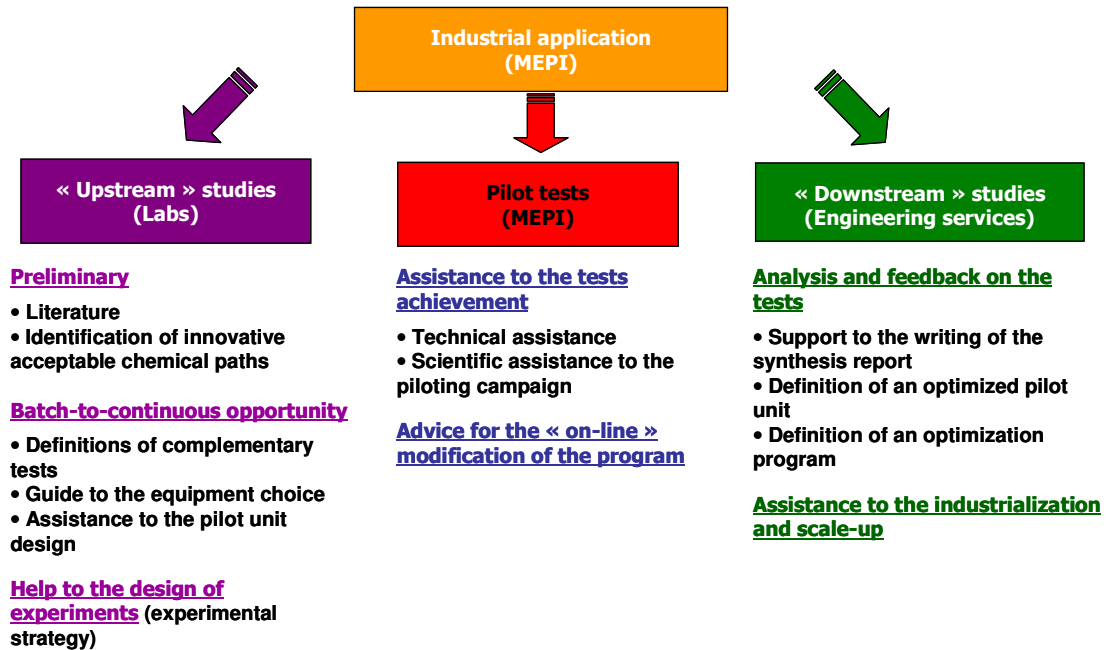 Industrial application
(MEPI)
« Upstream » studies
(Labs)
Pilot tests
(MEPI)
« Downstream » studies
(Engineering services)
Preliminary
• Literature
• Identification of innovative
acceptable chemical paths
Batch-to-continuous opportunity
• Definitions of complementary
tests
• Guide to the equipment choice
• Assistance to the pilot unit
design
Help to the design of
experiments (experimental
strategy)
Assistance to the tests
achievement
• Technical assistance
• Scientific assistance to the
piloting campaign
Advice for the « on-line »
modification of the program
Analysis and feedback on the
tests
• Support to the writing of the
synthesis report
• Definition of an optimized pilot
unit
• Definition of an optimization
program
Assistance to the industrialization
and scale-up